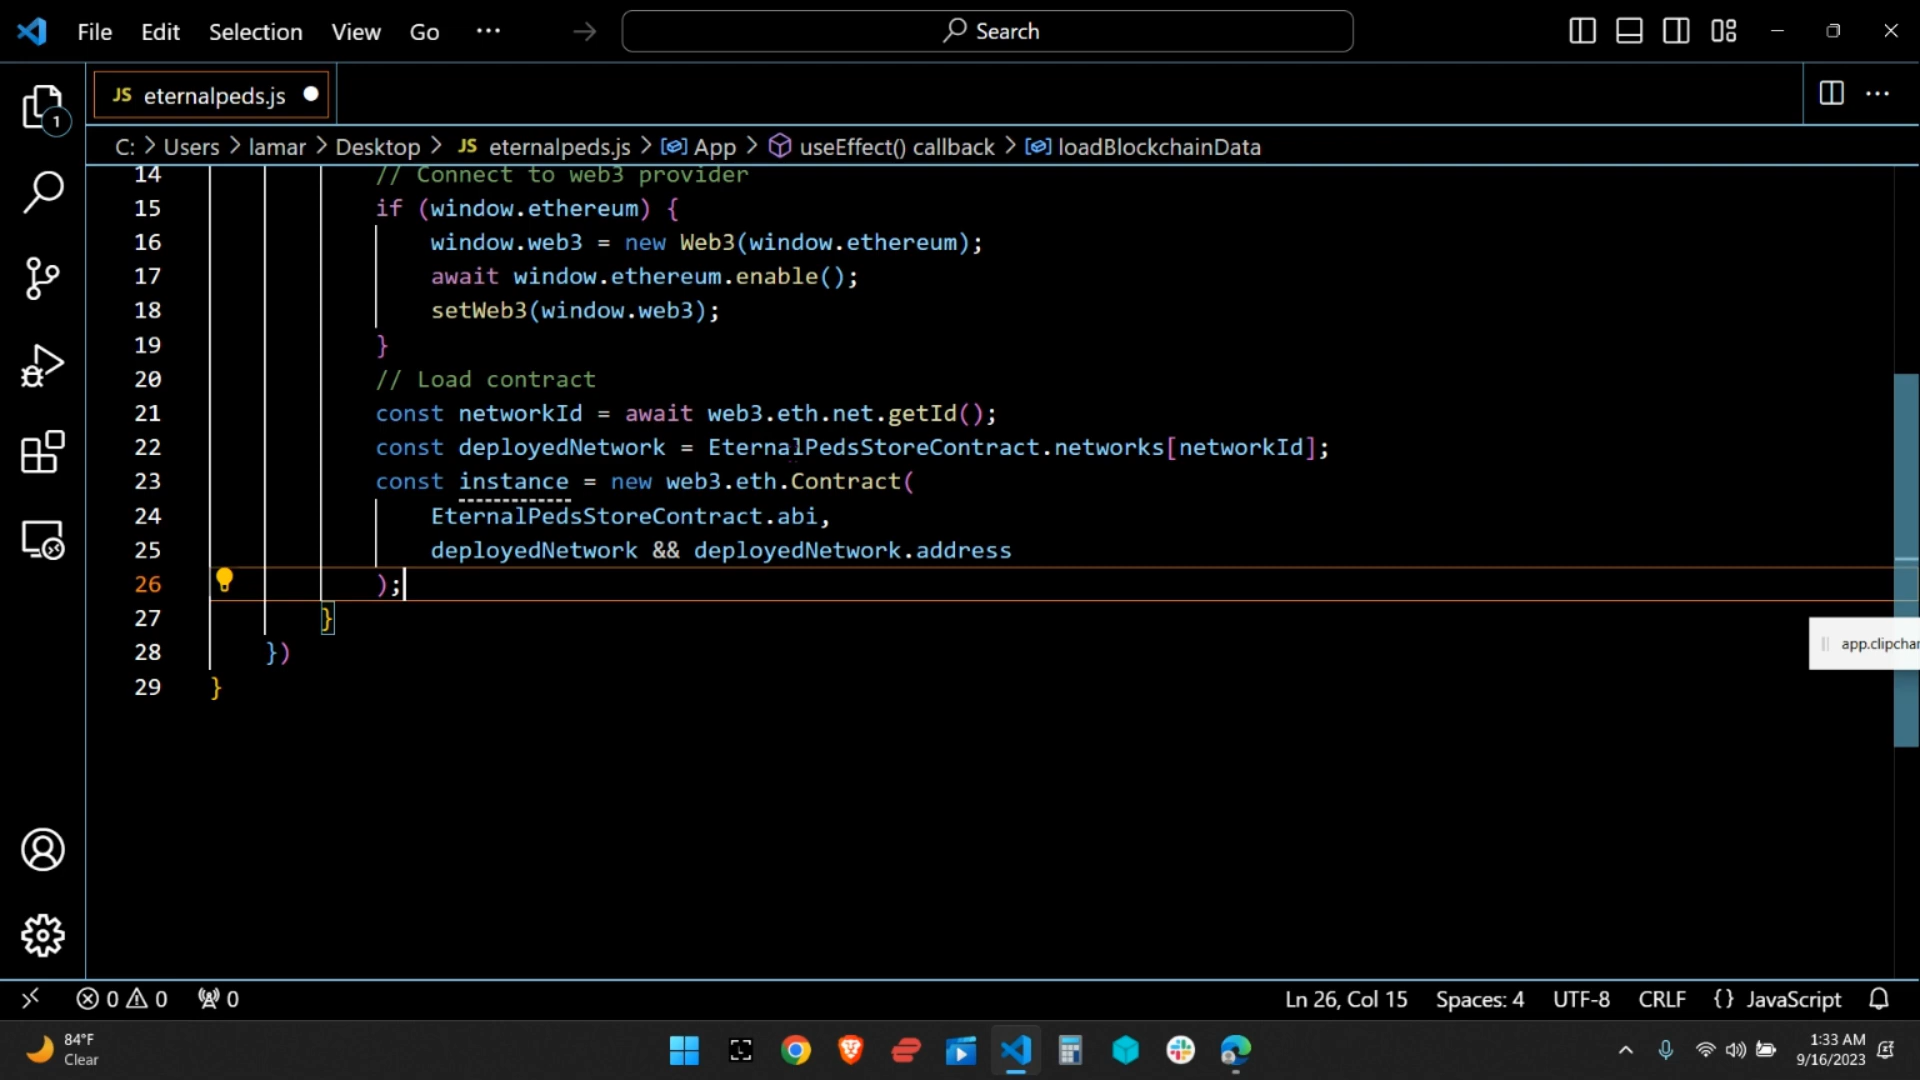 File Edit Selection View Go ··· Search
JS eternalpeds.js
1
C: > Users > lamar > Desktop > JS eternalpeds.js > App > useEffect() callback > loadBlockchainData
14 // Connect to web3 provider
15 if (window.ethereum) {
16 window.web3 = new Web3(window.ethereum);
17 await window.ethereum.enable();
18 setWeb3(window.web3);
19 }
20 // Load contract
21 const networkId = await web3.eth.net.getId();
22 const deployedNetwork = EternalPedsStoreContract.networks[networkId];
23 const instance = new web3.eth.Contract(
24 EternalPedsStoreContract.abi,
25 deployedNetwork && deployedNetwork.address
26 );
27 }
28 })
29 }
app.clipchar
0 0 0 Ln 26, Col 15 Spaces: 4 UTF-8 CRLF {} JavaScript
84°F
Clear
1:33 AM
9/16/2023